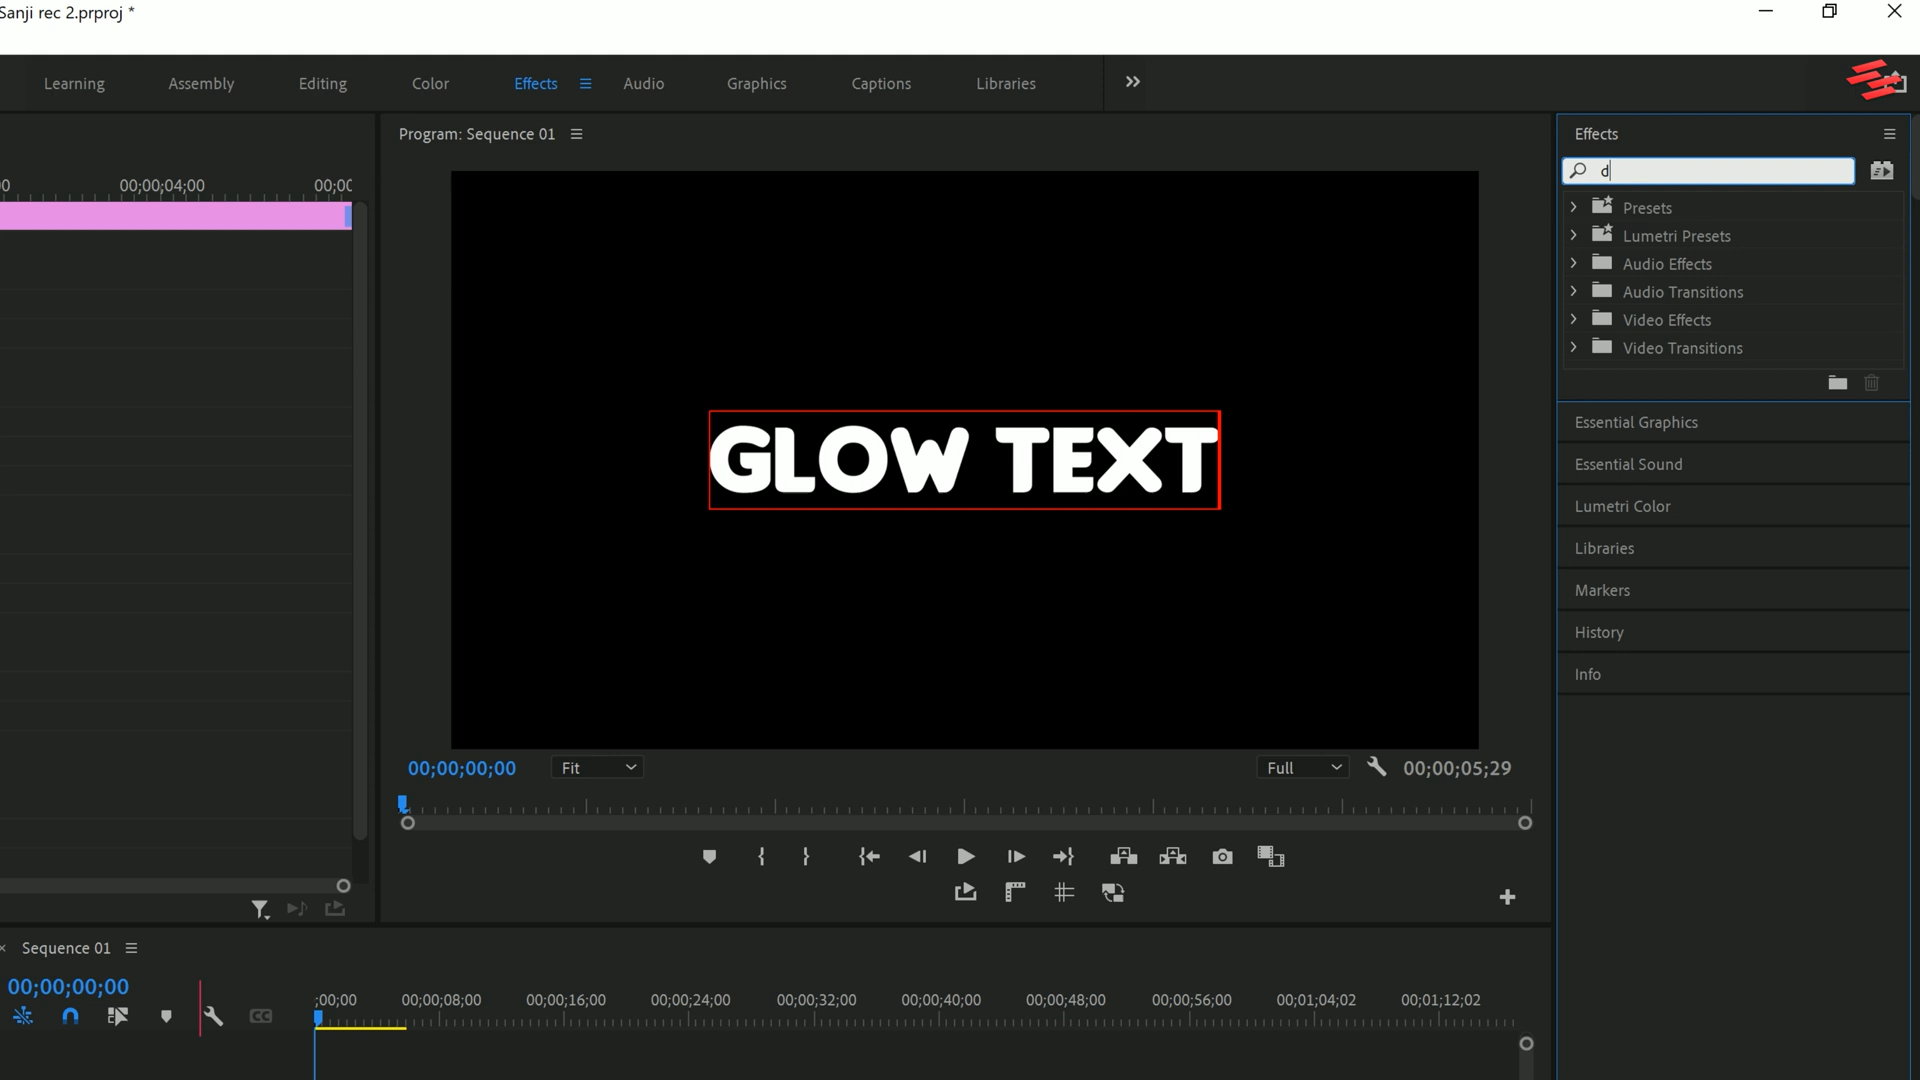 Sanji rec 2.prproj *
Learning Assembly Editing Color Effects Audio Graphics Captions Libraries
Program: Sequence 01
Effects
d
00;00;04;00
Presets
Lumetri Presets
Audio Effects
Audio Transitions
Video Effects
Video Transitions
GLOW TEXT
Essential Graphics
Essential Sound
Lumetri Color
Libraries
Markers
History
Info
00;00;00;00 Fit Full 00;00;05;29
Sequence 01
00;00;00;00
;00;00 00;00;08;00 00;00;16;00 00;00;24;00 00;00;32;00 00;00;40;00 00;00;48;00 00;00;56;00 00;01;04;02 00;01;12;02
CC